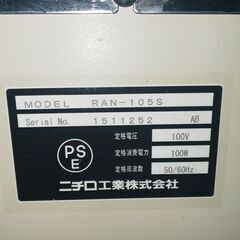 MODEL RAN-105S
Serial No. 1511252 AB
定格電圧 100V
定格消費電力 100W
定格周波数 50/60Hz
PS
E
ニチロ工業株式会社